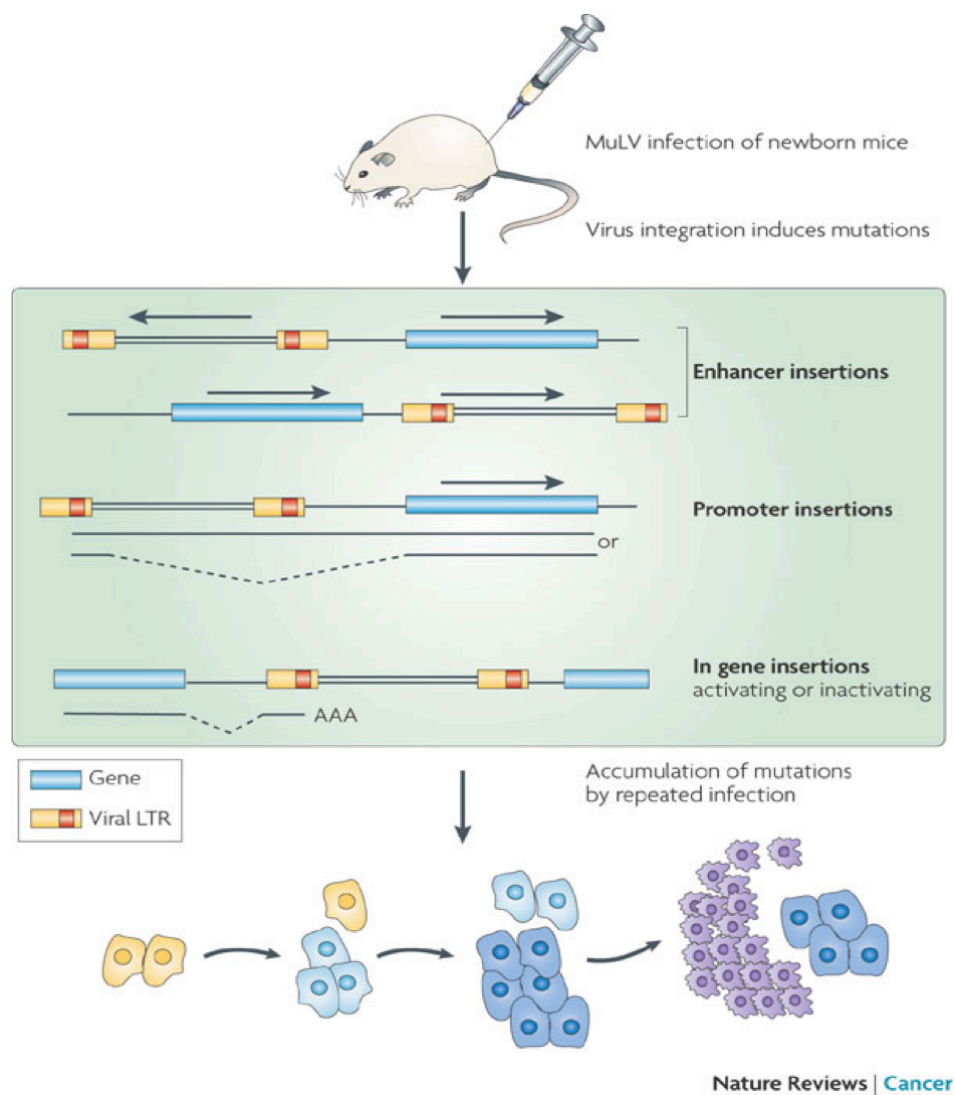 MuLV infection of newborn mice
Virus integration induces mutations
Enhancer insertions
Promoter insertions
or
In gene insertions
activating or inactivating
AAA
Gene
Viral LTR
Accumulation of mutations
by repeated infection
Nature Reviews | Cancer